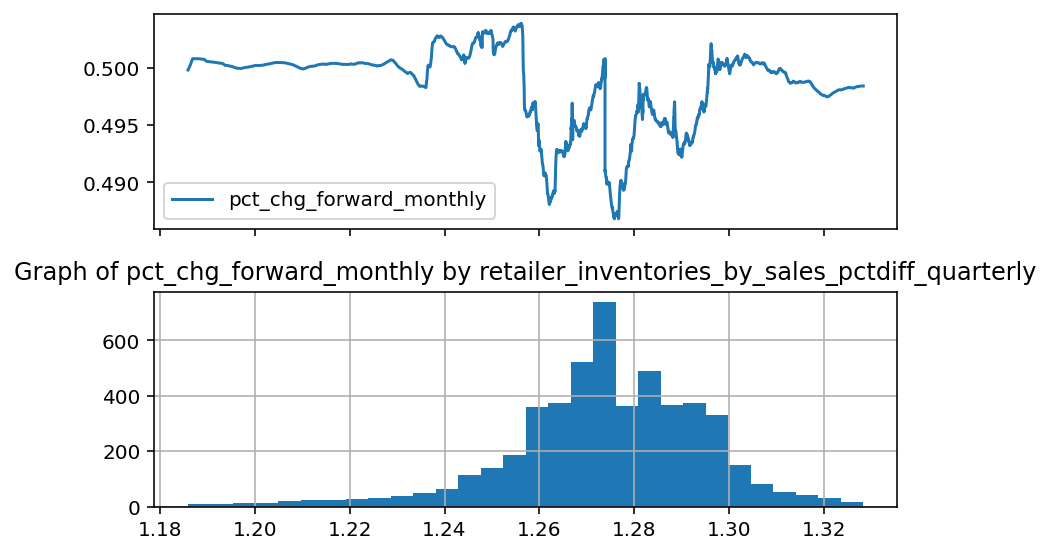 0.500
0.495
0.490
pct_chg_forward_monthly
Graph of pct_chg_forward_monthly by retailer_inventories_by_sales_pctdiff_quarterly
600
400
200
0
1.18 1.20 1.22 1.24 1.26 1.28 1.30 1.32